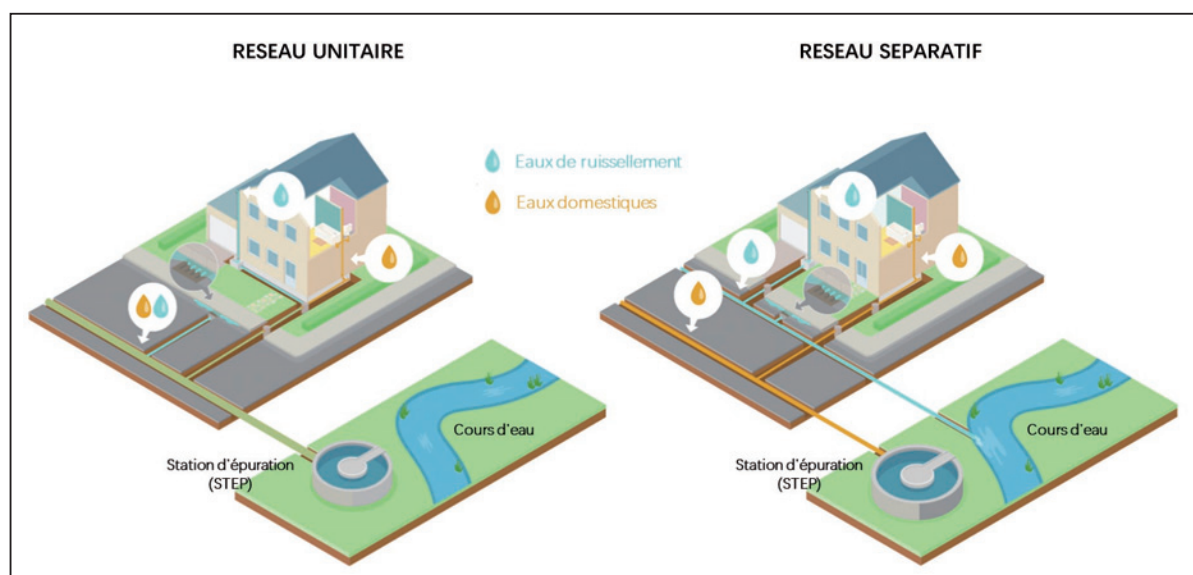 RESEAU UNITAIRE
RESEAU SEPARATIF
Eaux de ruissellement
Eaux domestiques
Cours d'eau
Station d'épuration
(STEP)
Cours d'eau
Station d'épuration
(STEP)